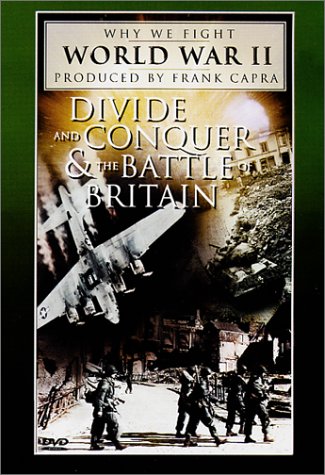 WHY WE FIGHT
WORLD WAR II
PRODUCED BY FRANK CAPRA
DIVIDE
AND CONQUER
& THE BATTLE OF
BRITAIN
DVD